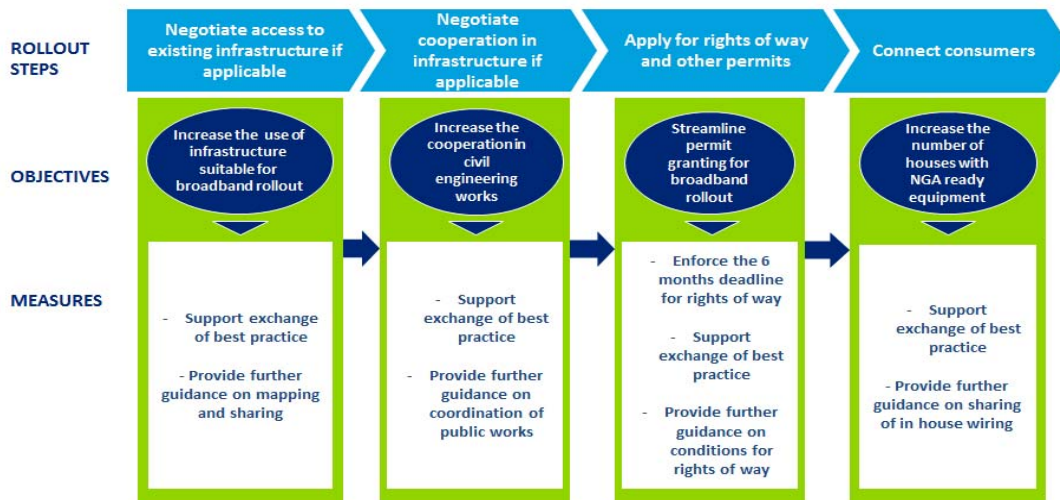 ROLLOUT
STEPS
Negotiate access to
existing infrastructure if
applicable
Negotiate
cooperation in
infrastructure if
applicable
Apply for rights of way
and other permits
Connect consumers
OBJECTIVES
Increase the use of
infrastructure
suitable for
broadband rollout
Increase the
cooperation in
civil
engineering
works
Streamline
permit
granting for
broadband
rollout
Increase the
number of
houses with
NGA ready
equipment
MEASURES
- Support exchange
of best practice
- Provide further
guidance on mapping
and sharing
- Support
exchange of best
practice
- Provide further
guidance on
coordination of
public works
- Enforce the 6
months deadline
for rights of way
- Support
exchange of best
practice
- Provide further
guidance on
conditions for
rights of way
- Support
exchange of best
practice
- Provide further
guidance on sharing
of in house wiring